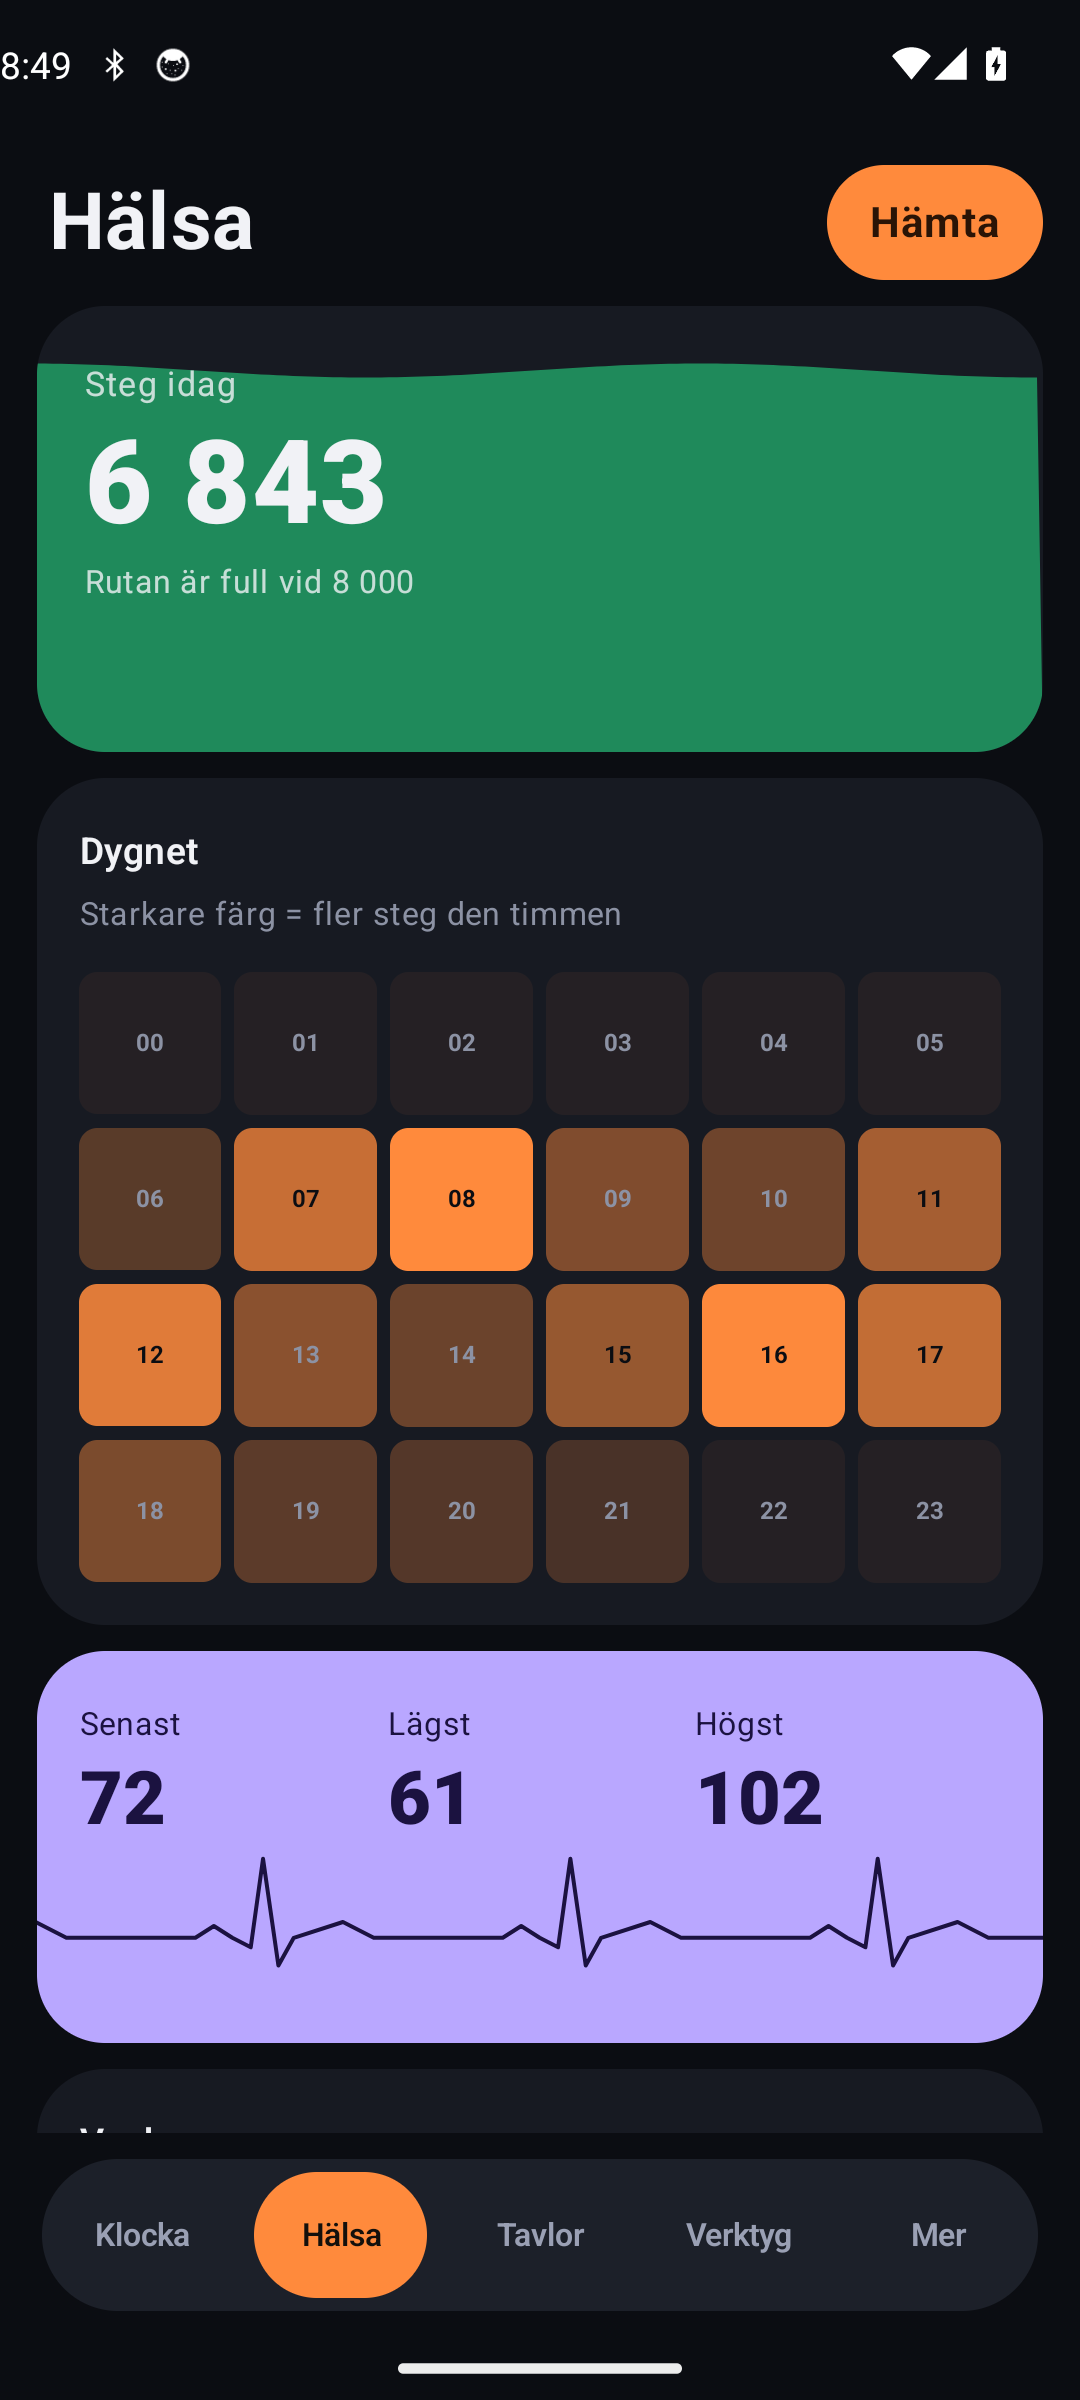 8:49
Hälsa
Hämta
Steg idag
6 843
Rutan är full vid 8 000
Dygnet
Starkare färg = fler steg den timmen
00 01 02 03 04 05
06 07 08 09 10 11
12 13 14 15 16 17
18 19 20 21 22 23
Senast Lägst Högst
72 61 102
Klocka Hälsa Tavlor Verktyg Mer